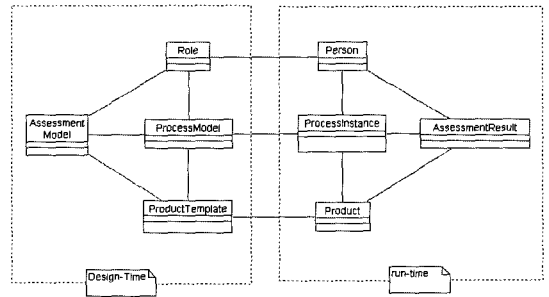 Role
Person
Assessment
Model
ProcessModel
ProcessInstance
AssessmentResult
ProductTemplate
Product
Design-Time
run-time